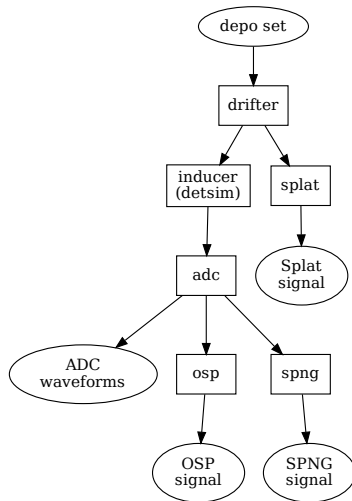 depo set
drifter
inducer
(detsim)
splat
adc
Splat
signal
ADC
waveforms
osp
spng
OSP
signal
SPNG
signal